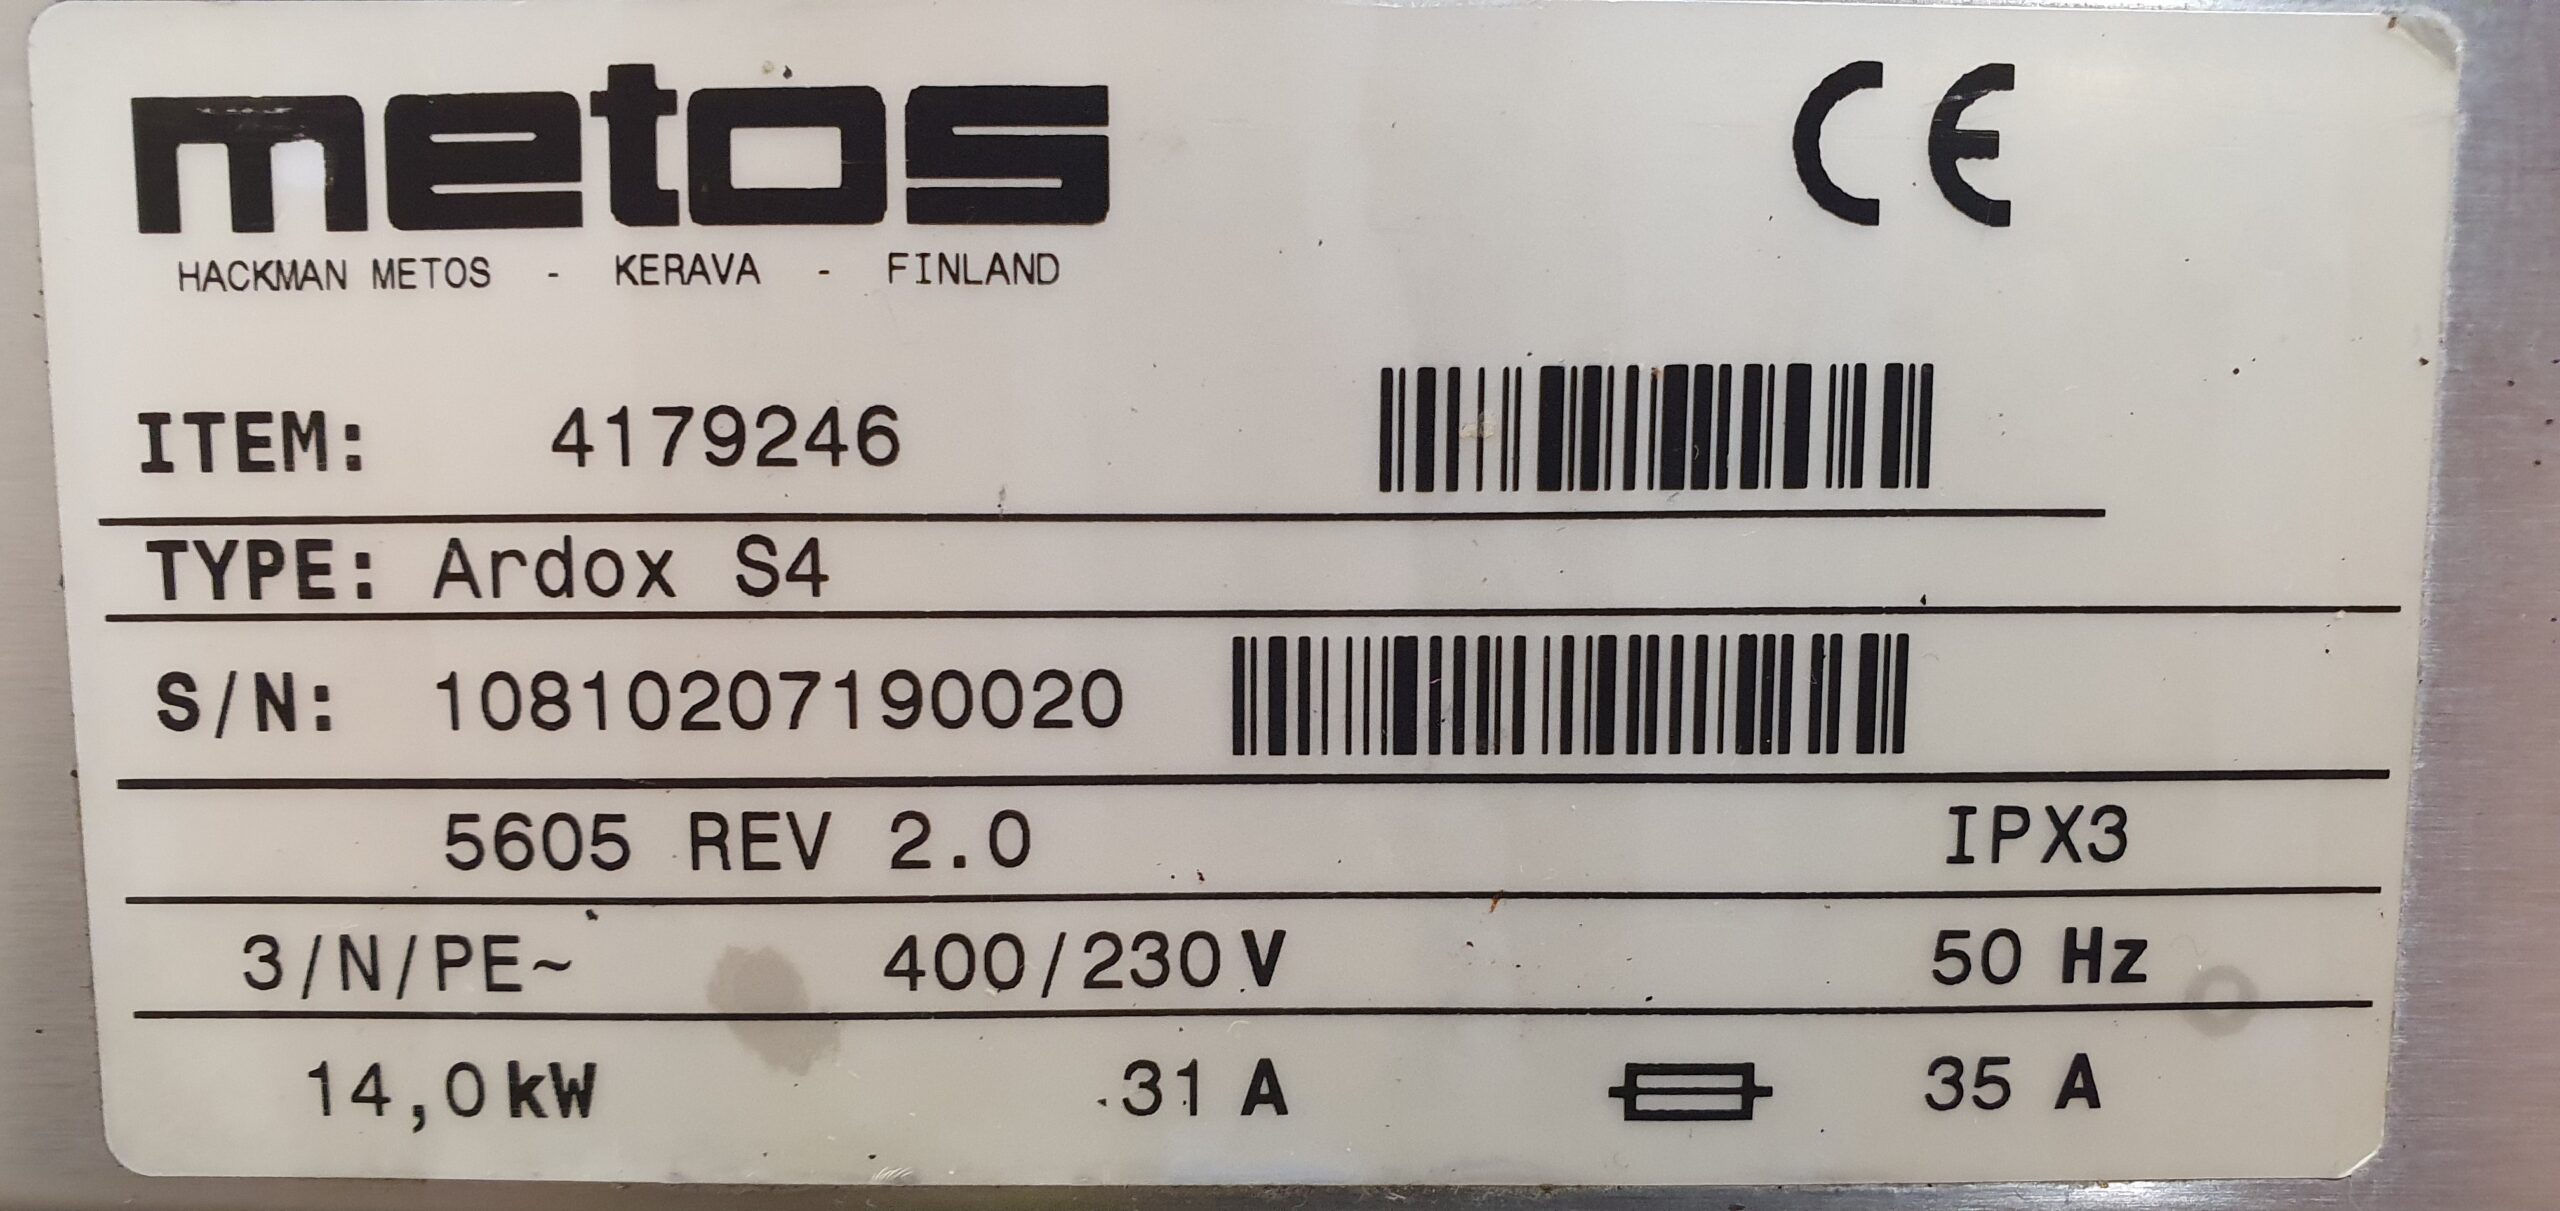 metos CE
HACKMAN METOS - KERAVA - FINLAND
ITEM: 4179246
TYPE: Ardox S4
S/N: 10810207190020
5605 REV 2.0 IPX3
3/N/PE~ 400/230 V 50 Hz
14,0 kW 31 A 35 A